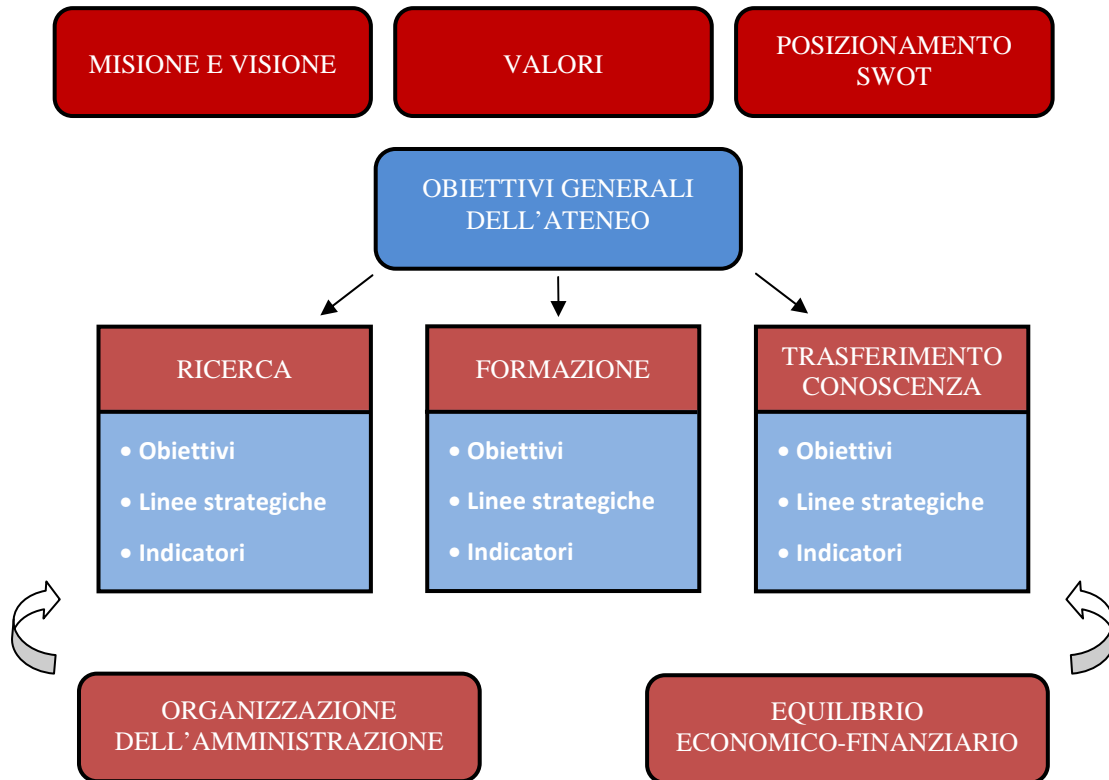 MISIONE E VISIONE
VALORI
POSIZIONAMENTO
SWOT
OBIETTIVI GENERALI
DELL’ATENEO
RICERCA
• Obiettivi
• Linee strategiche
• Indicatori
FORMAZIONE
• Obiettivi
• Linee strategiche
• Indicatori
TRASFERIMENTO
CONOSCENZA
• Obiettivi
• Linee strategiche
• Indicatori
ORGANIZZAZIONE
DELL’AMMINISTRAZIONE
EQUILIBRIO
ECONOMICO-FINANZIARIO